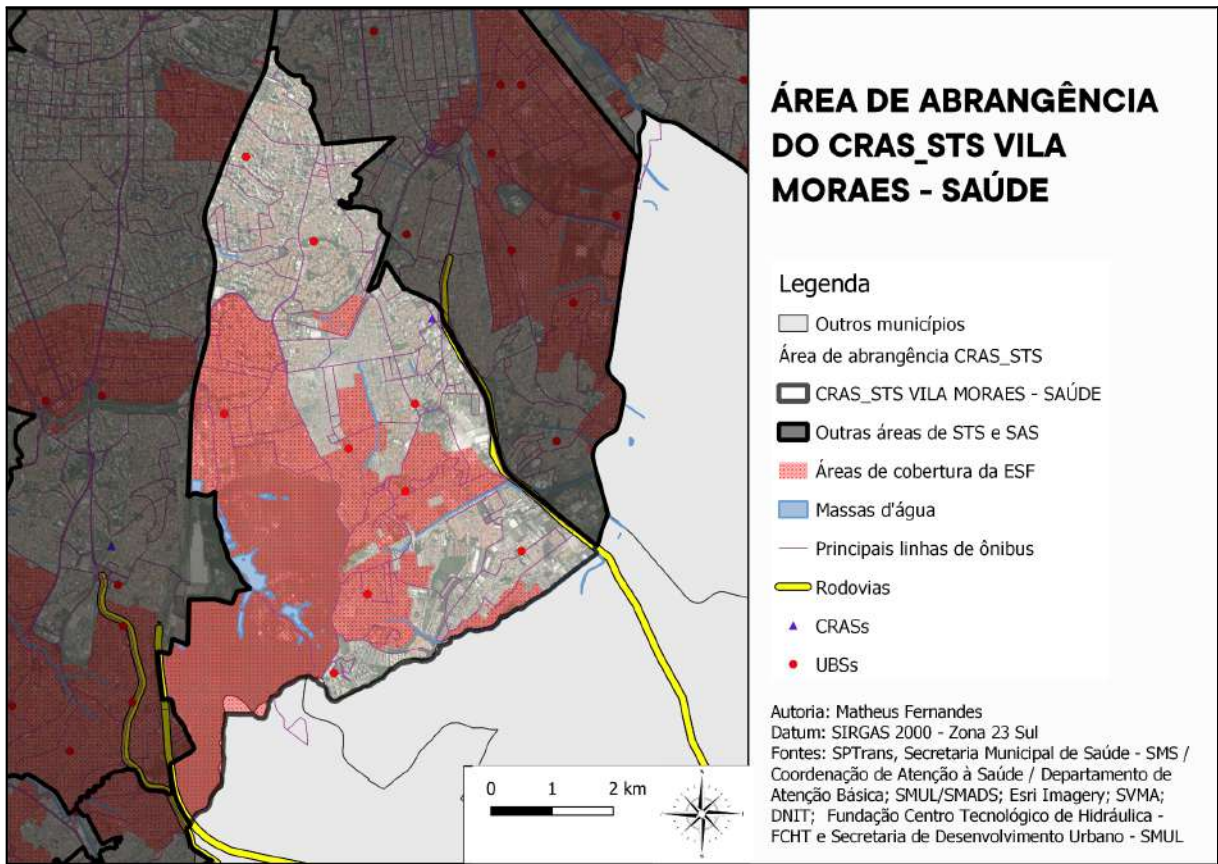 ÁREA DE ABRANGÊNCIA
DO CRAS_STS VILA
MORAES - SAÚDE
Legenda
Outros municípios
Área de abrangência CRAS_STS
CRAS_STS VILA MORAES - SAÚDE
Outras áreas de STS e SAS
Áreas de cobertura da ESF
Massas d'água
Principais linhas de ônibus
Rodovias
CRASs
UBSs
Autoria: Matheus Fernandes
Datum: SIRGAS 2000 - Zona 23 Sul
Fontes: SPTrans, Secretaria Municipal de Saúde - SMS /
Coordenação de Atenção à Saúde / Departamento de
Atenção Básica; SMUL/SMADS; Esri Imagery; SVMA;
DNIT; Fundação Centro Tecnológico de Hidráulica -
FCHT e Secretaria de Desenvolvimento Urbano - SMUL
0 1 2 km